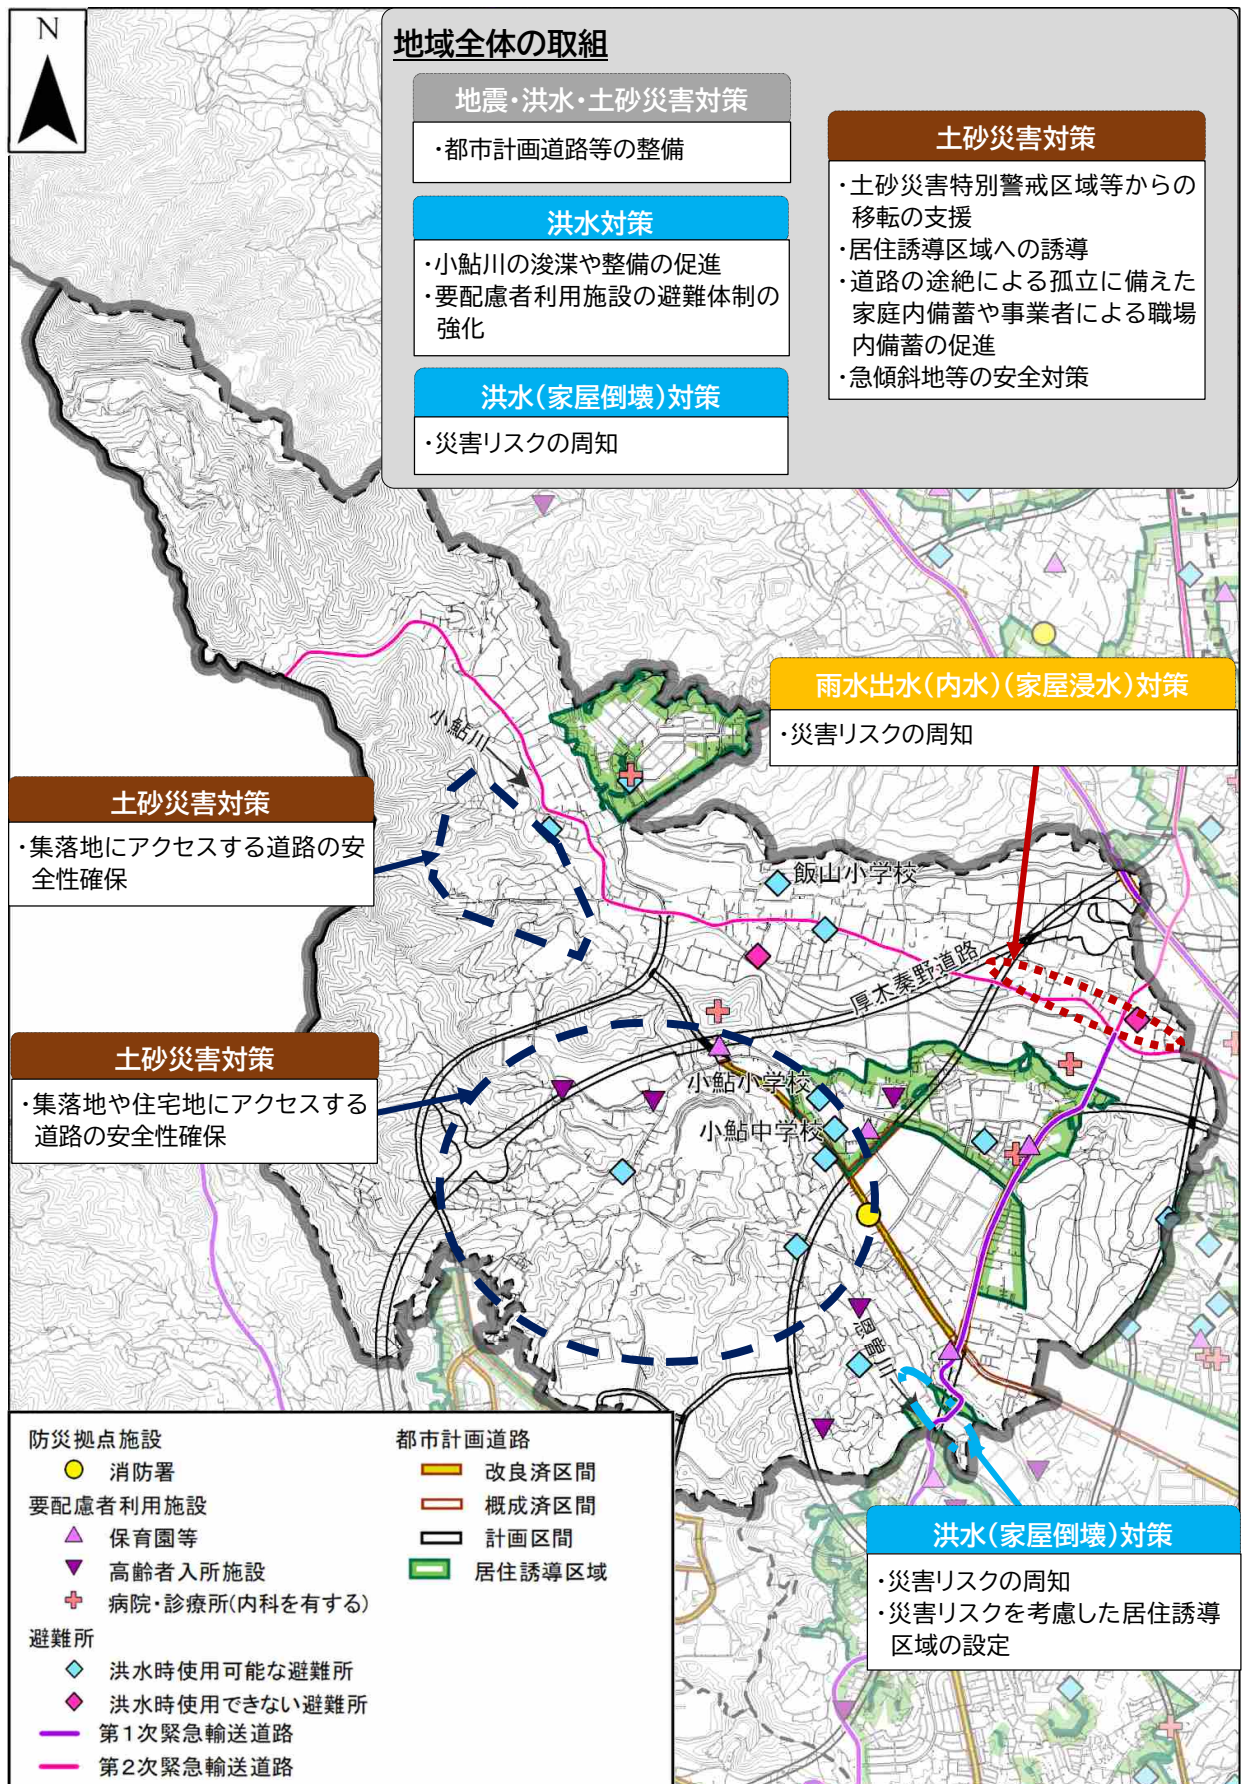 N
地域全体の取組
地震・洪水・土砂災害対策
・都市計画道路等の整備
洪水対策
・小鮎川の浚渫や整備の促進
・要配慮者利用施設の避難体制の
強化
洪水(家屋倒壊)対策
・災害リスクの周知
土砂災害対策
・土砂災害特別警戒区域等からの
移転の支援
・居住誘導区域への誘導
・道路の途絶による孤立に備えた
家庭内備蓄や事業者による職場
内備蓄の促進
・急傾斜地等の安全対策
雨水出水(内水)(家屋浸水)対策
・災害リスクの周知
小鮎川
土砂災害対策
・集落地にアクセスする道路の安
全性確保
飯山小学校
厚木秦野道路
土砂災害対策
・集落地や住宅地にアクセスする
道路の安全性確保
小鮎小学校
小鮎中学校
恩曽川
洪水(家屋倒壊)対策
・災害リスクの周知
・災害リスクを考慮した居住誘導
区域の設定
防災拠点施設
消防署
要配慮者利用施設
保育園等
高齢者入所施設
病院・診療所(内科を有する)
避難所
洪水時使用可能な避難所
洪水時使用できない避難所
第1次緊急輸送道路
第2次緊急輸送道路
都市計画道路
改良済区間
概成済区間
計画区間
居住誘導区域